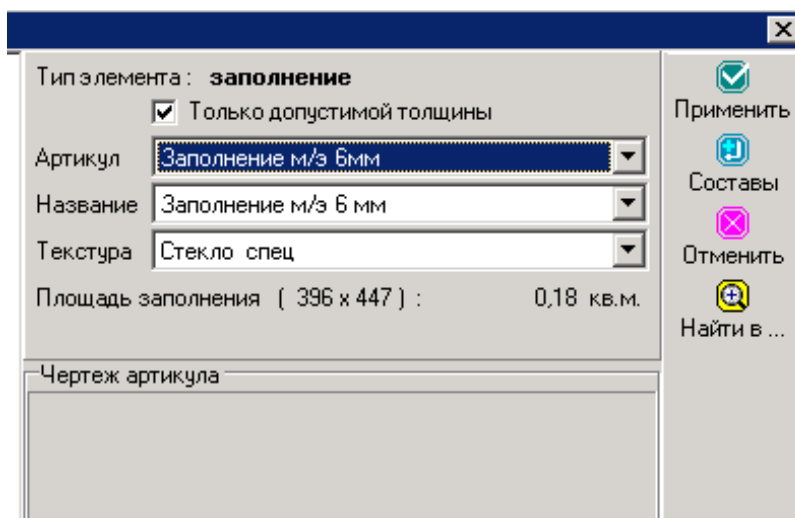 Тип элемента : заполнение
Только допустимой толщины
Артикул Заполнение м/э 6мм
Название Заполнение м/э 6 мм
Текстура Стекло спец
Площадь заполнения ( 396 x 447 ) : 0,18 кв.м.
Чертеж артикула
Применить
Составы
Отменить
Найти в ...